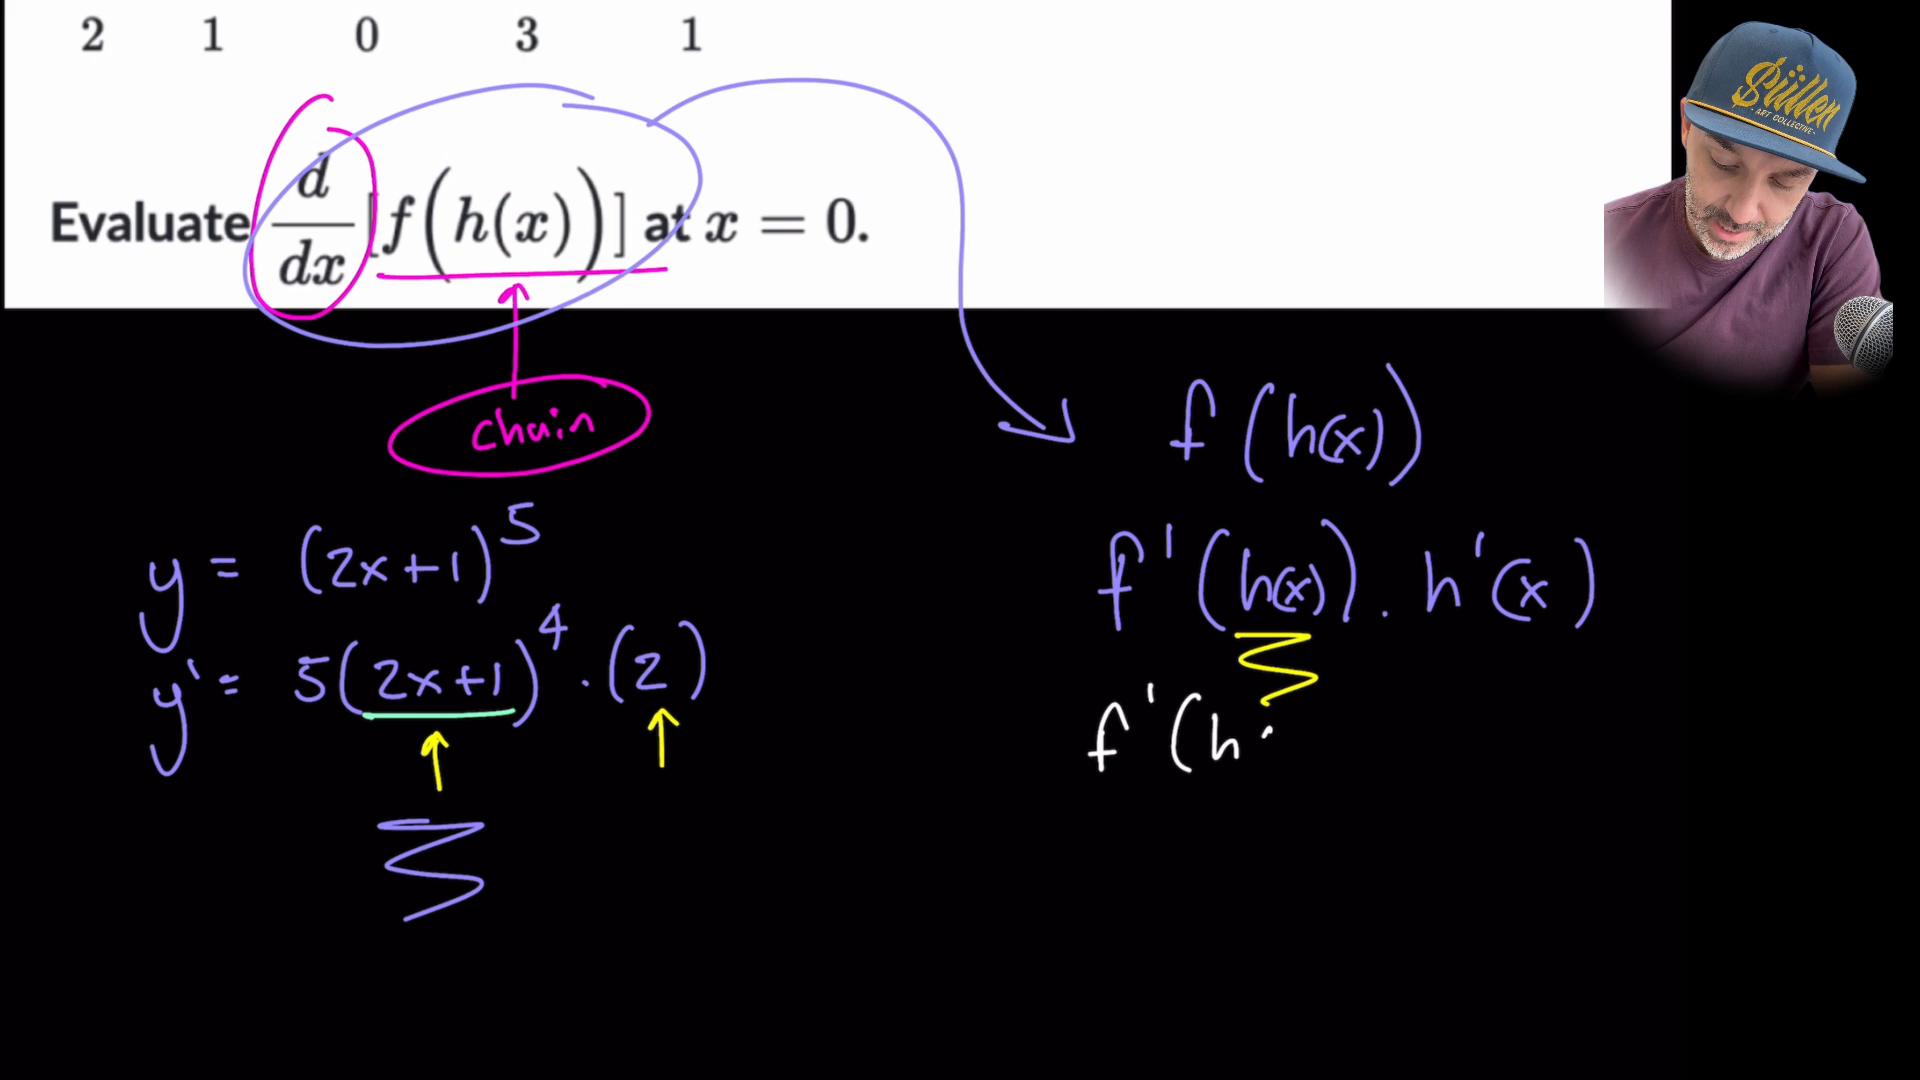 2 1 0 3 1
Evaluate d/dx [f(h(x))] at x = 0.
chain
y = (2x+1)^5
y' = 5(2x+1)^4 · (2)
f(h(x))
f'(h(x)) · h'(x)
f'(h
Süllen
- ART COLLECTIVE -